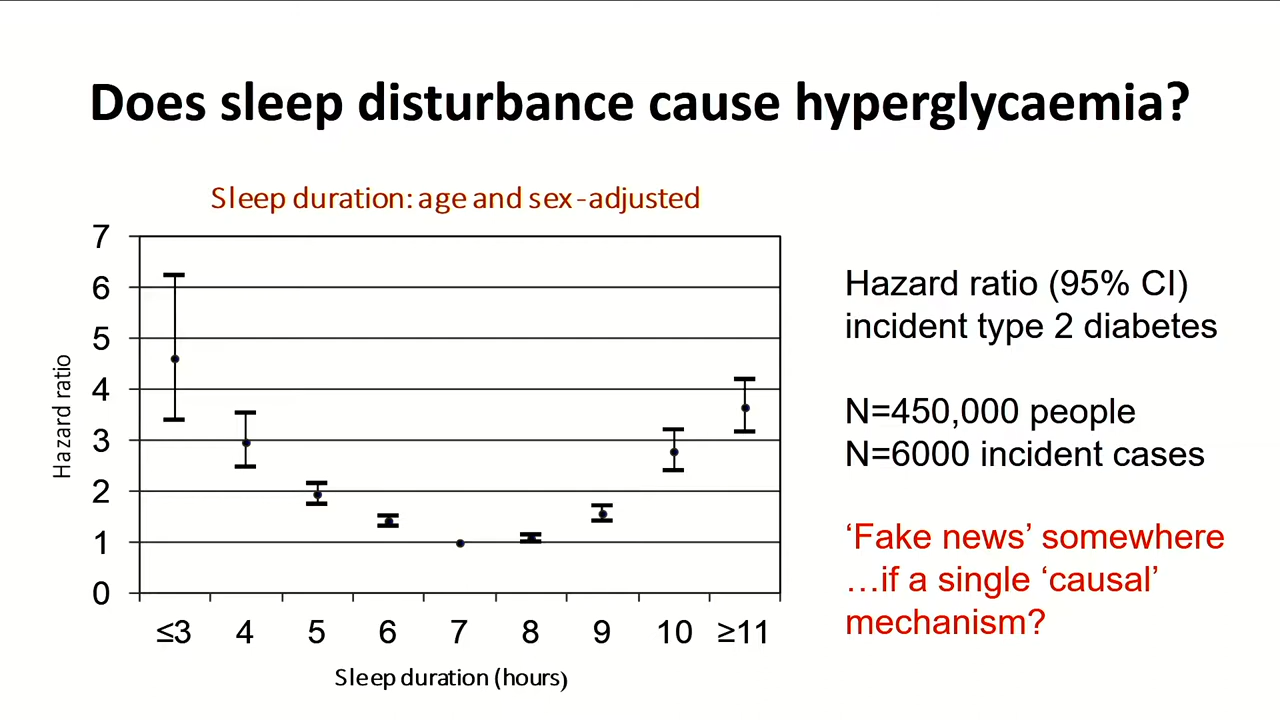 Does sleep disturbance cause hyperglycaemia?
Sleep duration: age and sex-adjusted
7
6
5
4
3
2
1
0
Hazard ratio
≤3 4 5 6 7 8 9 10 ≥11
Sleep duration (hours)
Hazard ratio (95% CI)
incident type 2 diabetes
N=450,000 people
N=6000 incident cases
‘Fake news’ somewhere
…if a single ‘causal’
mechanism?